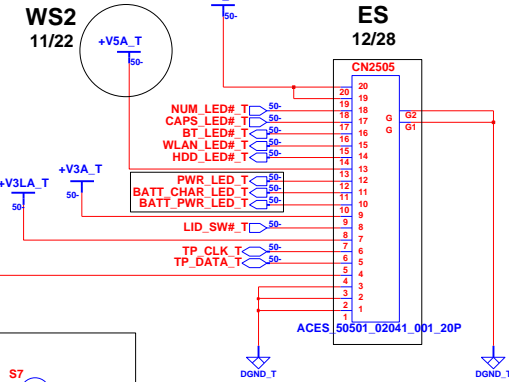 WS2
11/22
ES
12/28
50-
+V5A_T
50-
CN2505
NUM_LED#_T 50-
CAPS_LED#_T 50-
BT_LED#_T 50-
WLAN_LED#_T 50-
HDD_LED#_T 50-
+V3A_T
50-
+V3LA_T
50-
PWR_LED_T 50-
BATT_CHAR_LED_T 50-
BATT_PWR_LED_T 50-
LID_SW#_T 50-
TP_CLK_T 50-
TP_DATA_T 50-
20 20
19 19
18 18
17 17
16 16
15 15
14 14
13 13
12 12
11 11
10 10
9 9
8 8
7 7
6 6
5 5
4 4
3 3
2 2
1 1
G G2
G G1
ACES_50501_02041_001_20P
DGND_T
DGND_T
S7